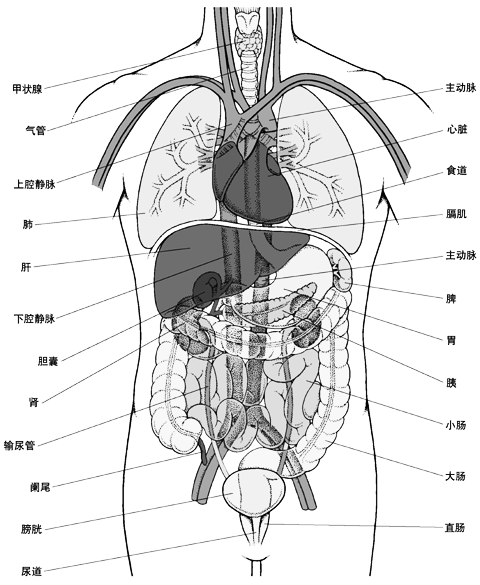 甲状腺
气管
上腔静脉
肺
肝
下腔静脉
胆囊
肾
输尿管
阑尾
膀胱
尿道
主动脉
心脏
食道
膈肌
主动脉
脾
胃
胰
小肠
大肠
直肠